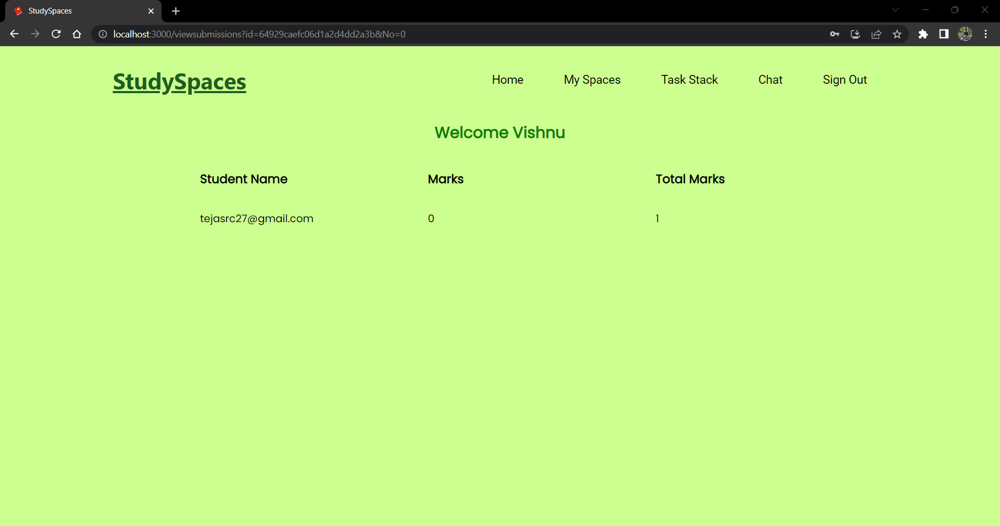 StudySpaces
localhost:3000/viewsubmissions?id=64929caefc06d1a2d4dd2a3b&No=0
StudySpaces Home My Spaces Task Stack Chat Sign Out
Welcome Vishnu
Student Name Marks Total Marks
tejasrc27@gmail.com 0 1